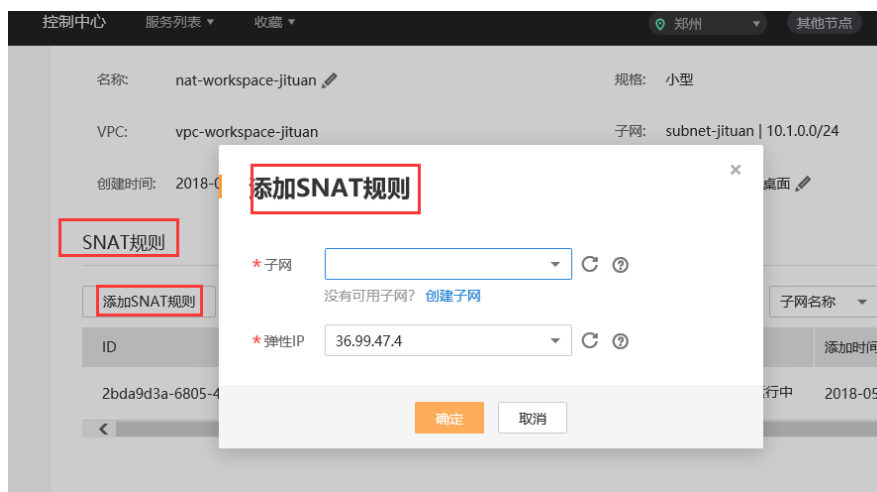 控制中心 服务列表 收藏 郑州 其他节点
名称: nat-workspace-jituan 规格: 小型
VPC: vpc-workspace-jituan 子网: subnet-jituan | 10.1.0.0/24
创建时间: 2018-0 桌面
添加SNAT规则
SNAT规则
*子网
没有可用子网? 创建子网
添加SNAT规则 子网名称
*弹性IP 36.99.47.4
ID 添加时间
2bda9d3a-6805-4 行中 2018-05
确定 取消